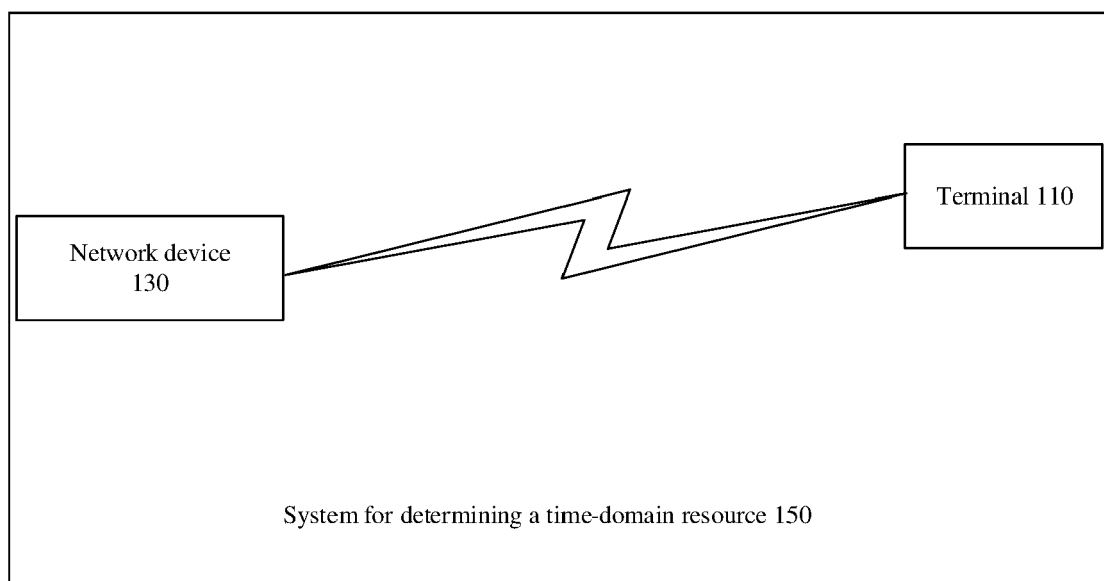 Terminal 110
Network device
130
System for determining a time-domain resource 150